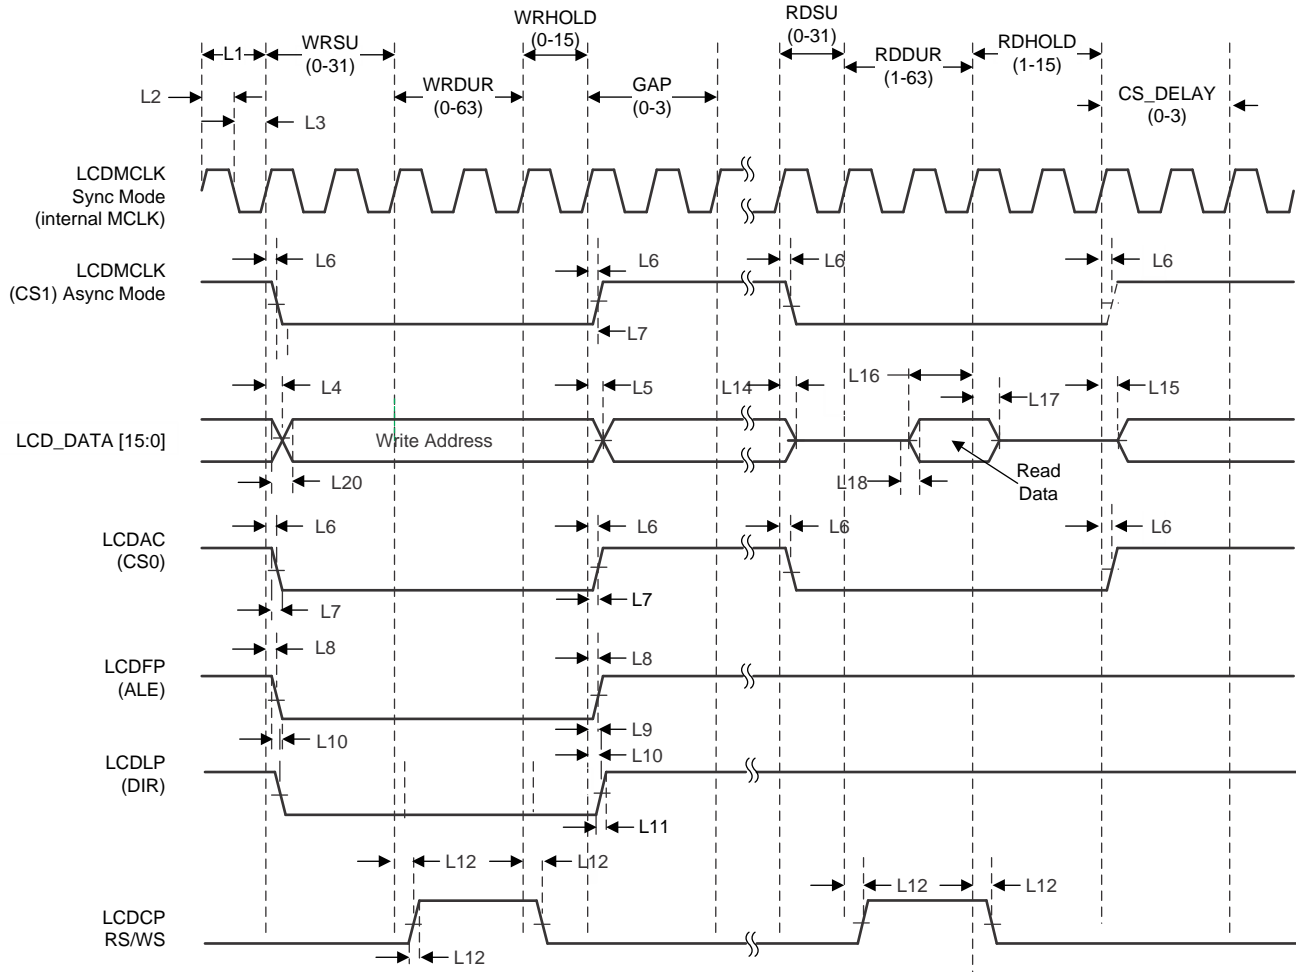 WRHOLD
(0-15)
RDSU
(0-31)
L1
WRSU
(0-31)
WRDUR
(0-63)
GAP
(0-3)
RDDUR
(1-63)
RDHOLD
(1-15)
CS_DELAY
(0-3)
L2
L3
LCDMCLK
Sync Mode
(internal MCLK)
LCDMCLK
(CS1) Async Mode
L6
L6
L6
L6
L7
LCD_DATA [15:0]
L4
L5
L14
L16
L17
L15
Write Address
L20
L18
Read
Data
LCDAC
(CS0)
L6
L6
L6
L6
L7
L7
LCDFP
(ALE)
L8
L8
L10
L9
LCDLP
(DIR)
L10
L11
LCDCP
RS/WS
L12
L12
L12
L12
L12